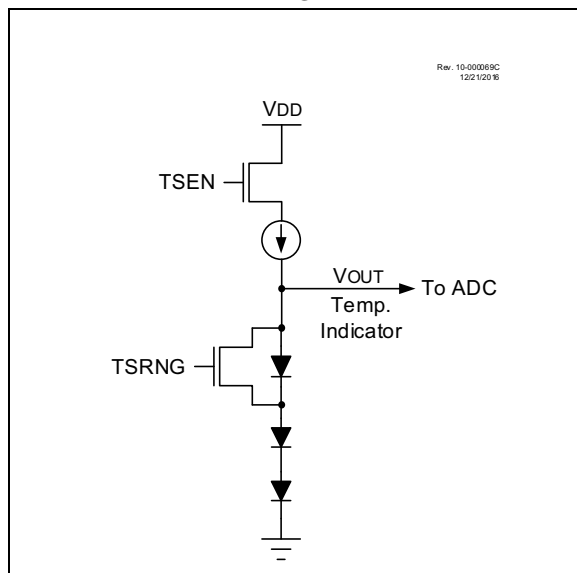 Rev. 10-000069C
12/21/2016
VDD
TSEN
VOUT
To ADC
Temp.
Indicator
TSRNG